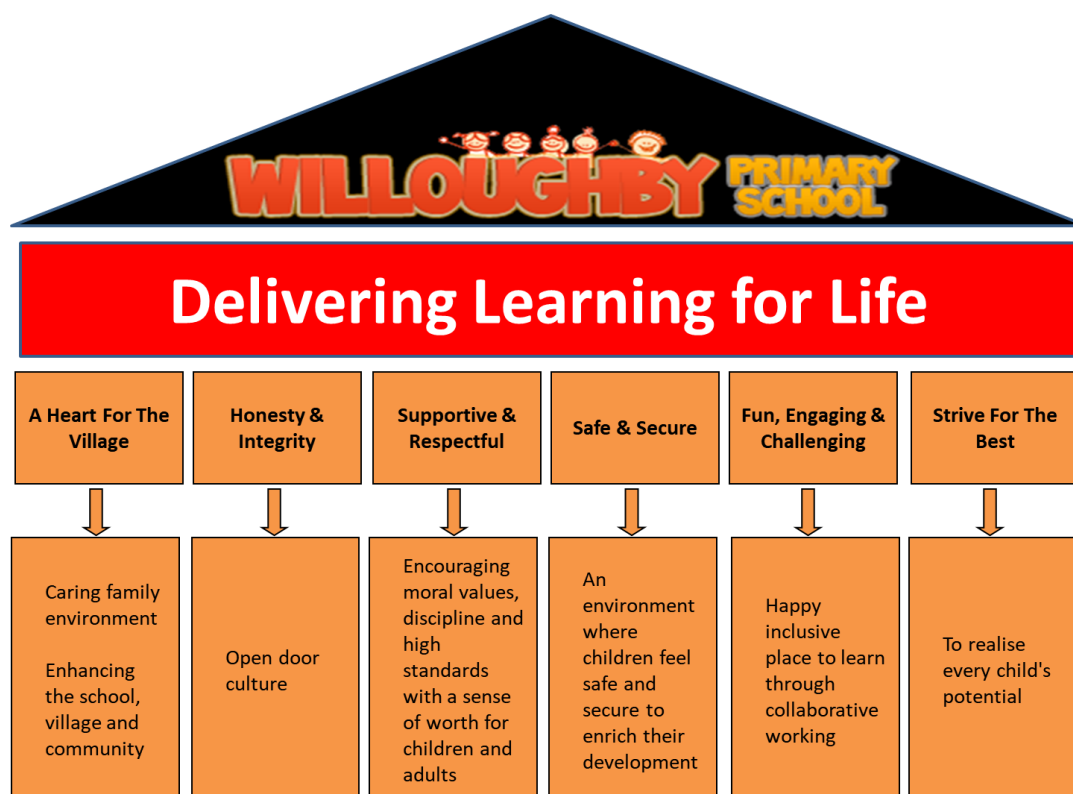 WILLOUGHBY
PRIMARY
SCHOOL
Delivering Learning for Life
A Heart For The
Village
Honesty &
Integrity
Supportive &
Respectful
Safe & Secure
Fun, Engaging &
Challenging
Strive For The
Best
Caring family
environment
Enhancing
the school,
village and
community
Open door
culture
Encouraging
moral values,
discipline and
high
standards
with a sense
of worth for
children and
adults
An
environment
where
children feel
safe and
secure to
enrich their
development
Happy
inclusive
place to learn
through
collaborative
working
To realise
every child's
potential